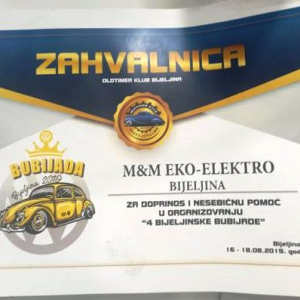 ZAHVALNICA
OLDTIMER KLUB BIJELJINA
BUBIJADA
Bijeljina 2019
M&M EKO-ELEKTRO
BIJELJINA
ZA DOPRINOS I NESEBIČNU POMOĆ
U ORGANIZOVANJU
"4 BIJELJINSKE BUBIJADE"
Bijeljina
16 - 18.08.2019. god